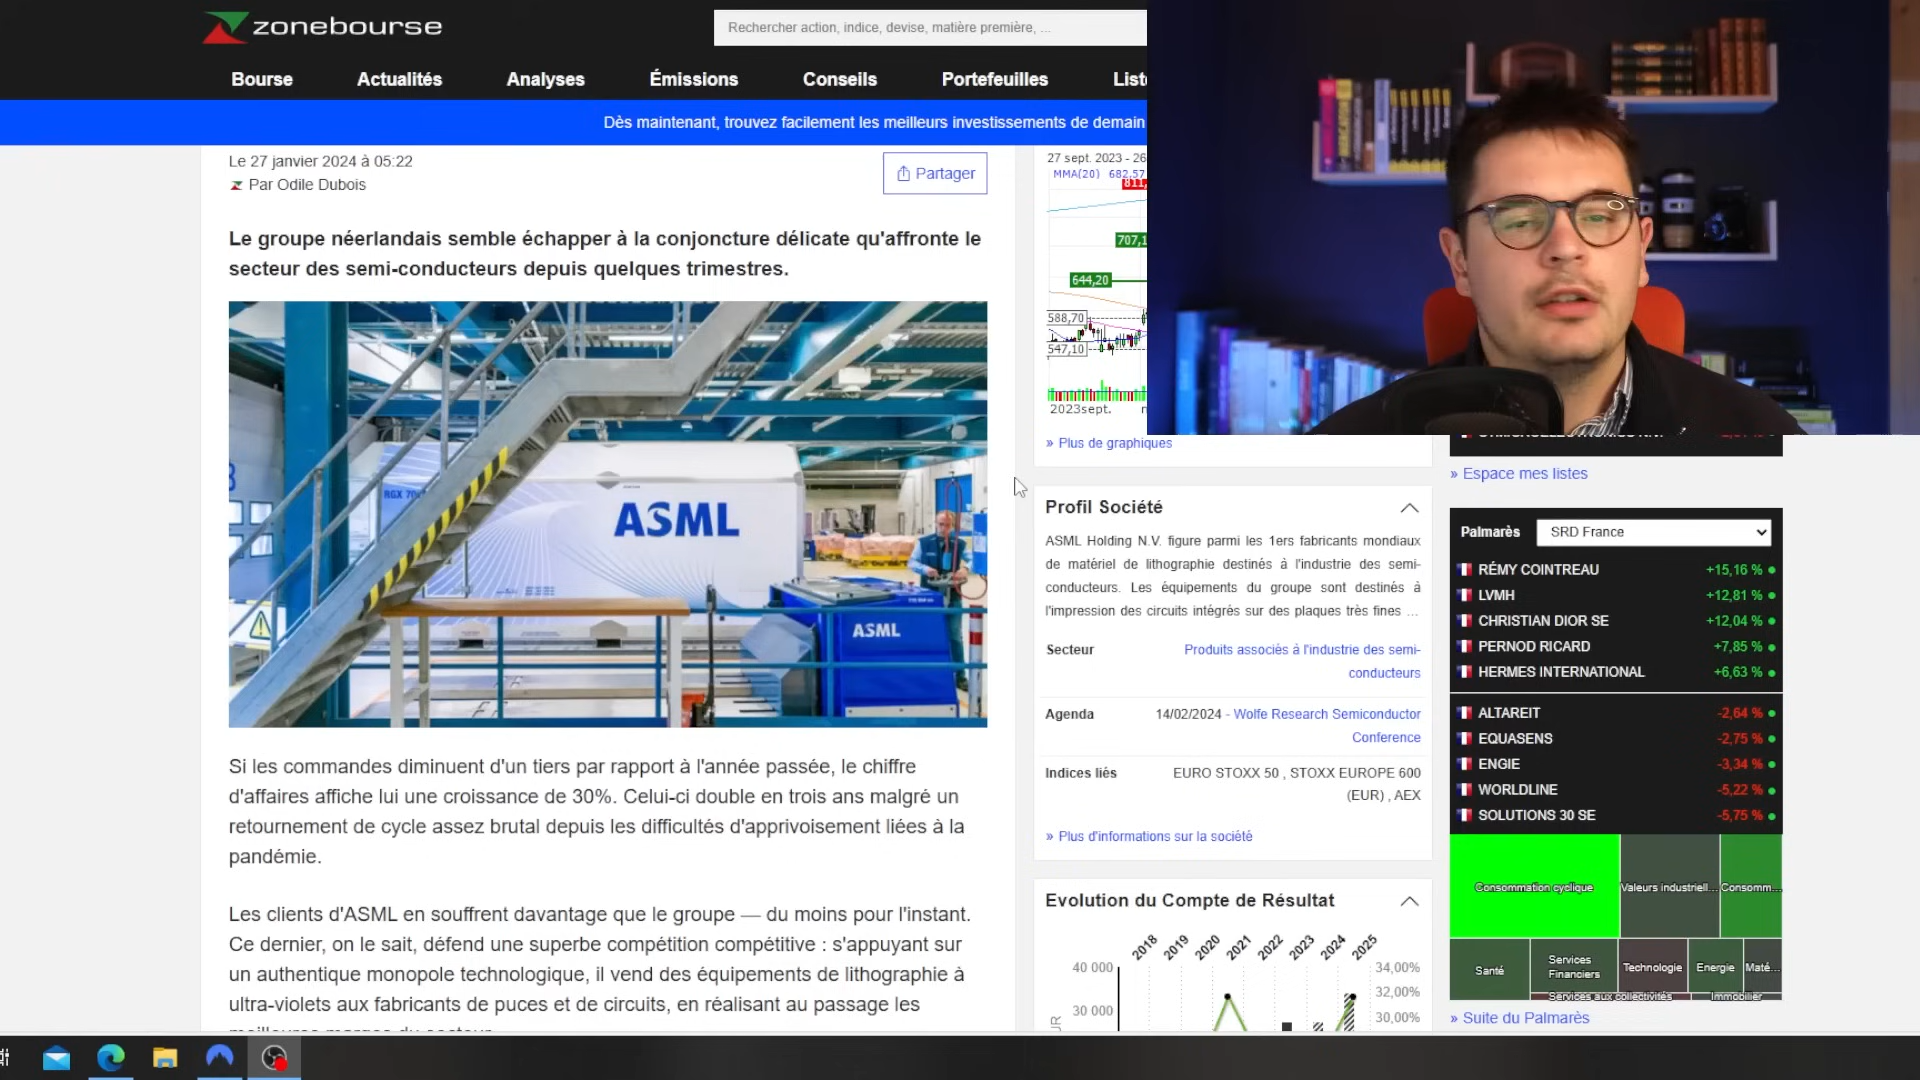 zonebourse
Rechercher action, indice, devise, matière première, ...
Bourse Actualités Analyses Émissions Conseils Portefeuilles List
Dès maintenant, trouvez facilement les meilleurs investissements de demain
Le 27 janvier 2024 à 05:22
Par Odile Dubois
Partager
Le groupe néerlandais semble échapper à la conjoncture délicate qu'affronte le
secteur des semi-conducteurs depuis quelques trimestres.
ASML
ASML
Si les commandes diminuent d'un tiers par rapport à l'année passée, le chiffre
d'affaires affiche lui une croissance de 30%. Celui-ci double en trois ans malgré un
retournement de cycle assez brutal depuis les difficultés d'apprivoisement liées à la
pandémie.
Les clients d'ASML en souffrent davantage que le groupe — du moins pour l'instant.
Ce dernier, on le sait, défend une superbe compétition compétitive : s'appuyant sur
un authentique monopole technologique, il vend des équipements de lithographie à
ultra-violets aux fabricants de puces et de circuits, en réalisant au passage les
27 sept. 2023 - 26
MMA(20) 682,57
811,
707,1
644,20
588,70
547,10
2023sept.
» Plus de graphiques
Profil Société
ASML Holding N.V. figure parmi les 1ers fabricants mondiaux
de matériel de lithographie destinés à l'industrie des semi-
conducteurs. Les équipements du groupe sont destinés à
l'impression des circuits intégrés sur des plaques très fines ...
Secteur Produits associés à l'industrie des semi-
conducteurs
Agenda 14/02/2024 - Wolfe Research Semiconductor
Conference
Indices liés EURO STOXX 50 , STOXX EUROPE 600
(EUR) , AEX
» Plus d'informations sur la société
Evolution du Compte de Résultat
2018 2019 2020 2021 2022 2023 2024 2025
40 000 34,00%
32,00%
30 000 30,00%
» Espace mes listes
Palmarès SRD France
RÉMY COINTREAU +15,16 %
LVMH +12,81 %
CHRISTIAN DIOR SE +12,04 %
PERNOD RICARD +7,85 %
HERMES INTERNATIONAL +6,63 %
ALTAREIT -2,64 %
EQUASENS -2,75 %
ENGIE -3,34 %
WORLDLINE -5,22 %
SOLUTIONS 30 SE -5,75 %
Consommation cyclique Valeurs industriell... Consomm...
Santé Services Financiers Technologie Energie Maté...
Services aux collectivités Immobilier
» Suite du Palmarès